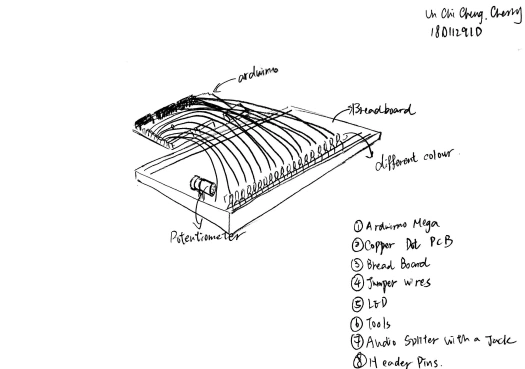 Un Chi Cheng, Cherry
18011291D
arduino
Breadboard
different colour.
Potentiometer
① Arduino Mega
② Copper Dot PCB
③ Bread Board
④ Jumper wires
⑤ LED
⑥ Tools
⑦ Audio Spliter with a Jack
⑧ Header Pins.